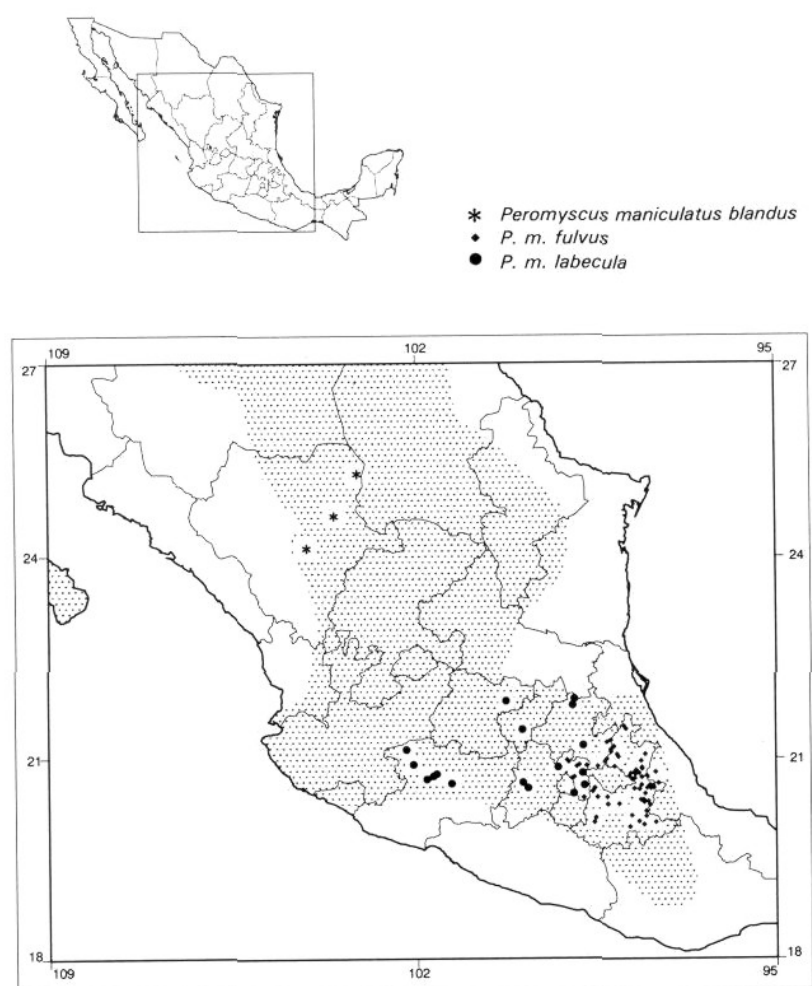 * Peromyscus maniculatus blandus
◆ P. m. fulvus
● P. m. labecula
109 102 95
27 27
24 24
21 21
18 18
109 102 95